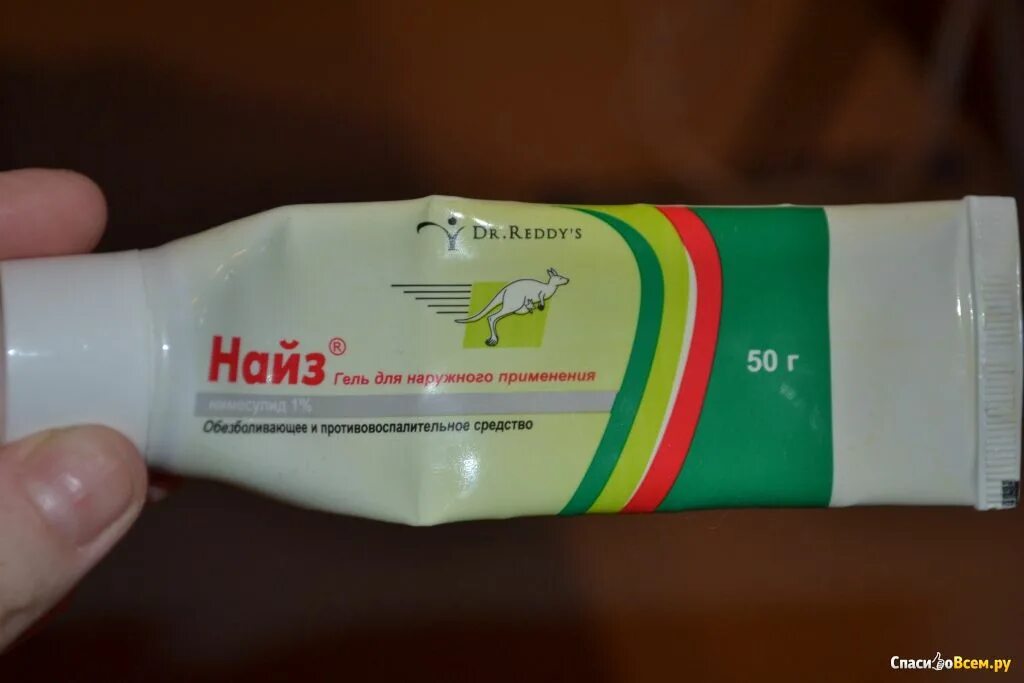 DR.REDDY'S
Найз®
Гель для наружного применения
нимесулид 1%
Обезболивающее и противовоспалительное средство
50 г
СпасибоВсем.ру